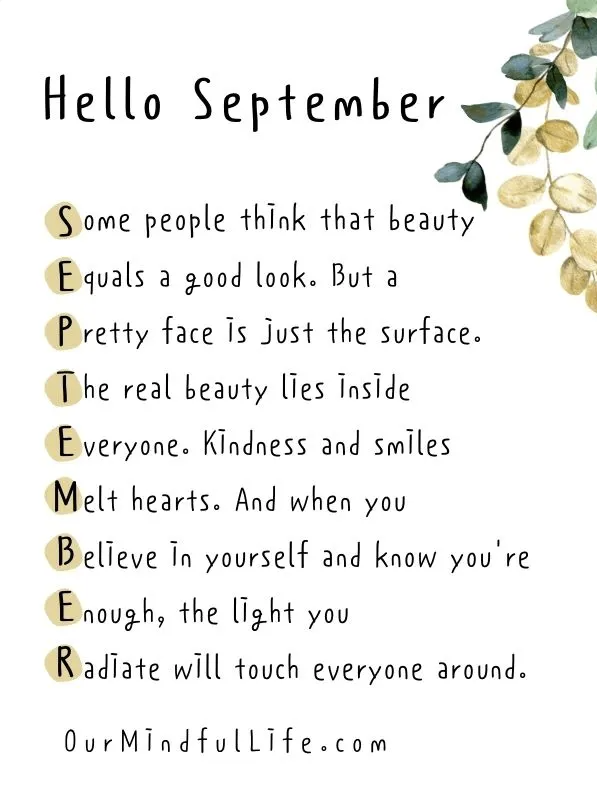 Hello September
Some people think that beauty
Equals a good look. But a
Pretty face is just the surface.
The real beauty lies inside
Everyone. Kindness and smiles
Melt hearts. And when you
Believe in yourself and know you're
Enough, the light you
Radiate will touch everyone around.
OurMindfulLife.com